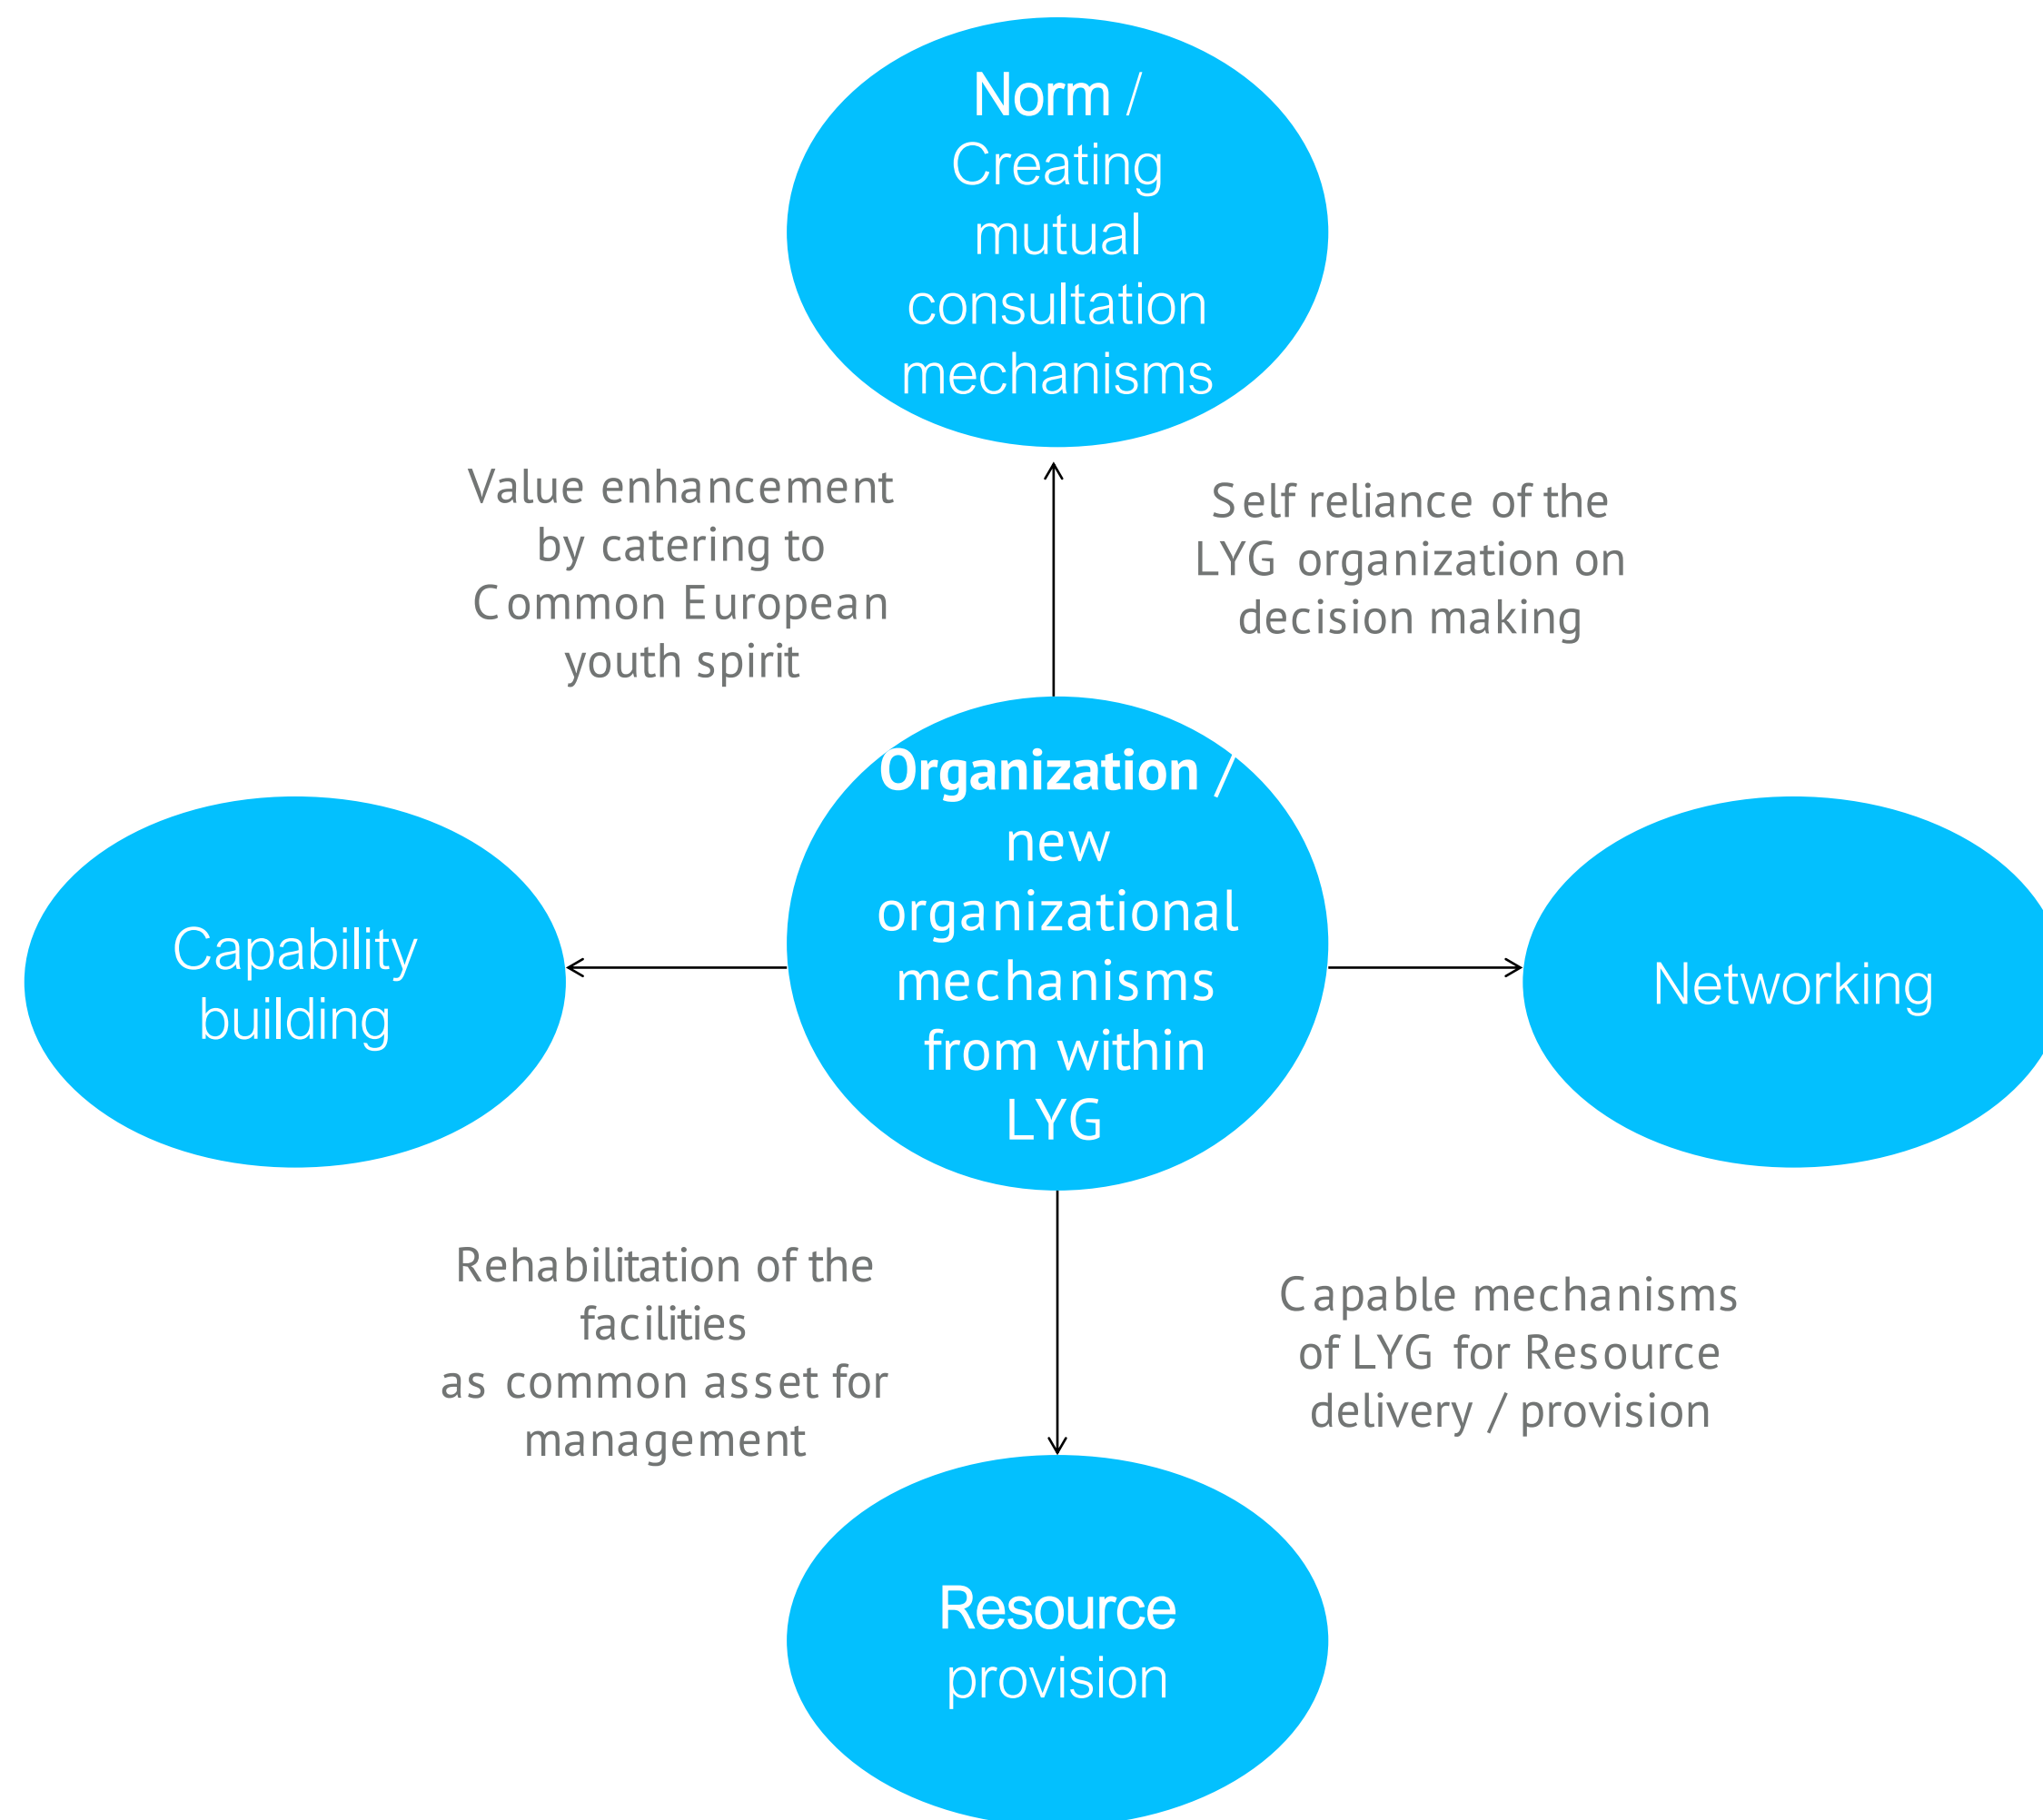 Norm /
Creating
mutual
consultation
mechanisms
Value enhancement
by catering to
Common European
youth spirit
Self reliance of the
LYG organization on
decision making
Organization /
new
organizational
mechanisms
from within
LYG
Capability
building
Networking
Rehabilitation of the
facilities
as common asset for
management
Capable mechanisms
of LYG for Resource
delivery / provision
Resource
provision